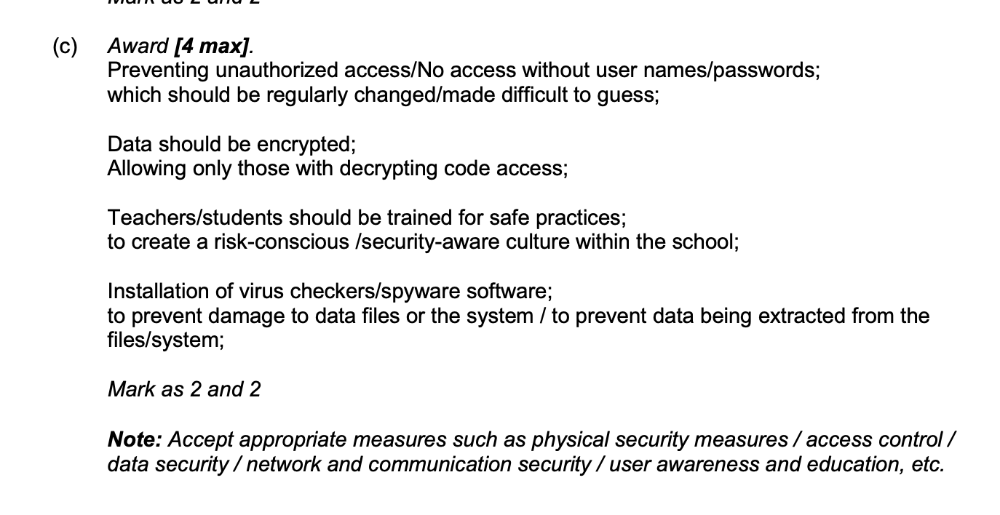 (c) Award [4 max].
Preventing unauthorized access/No access without user names/passwords;
which should be regularly changed/made difficult to guess;
Data should be encrypted;
Allowing only those with decrypting code access;
Teachers/students should be trained for safe practices;
to create a risk-conscious /security-aware culture within the school;
Installation of virus checkers/spyware software;
to prevent damage to data files or the system / to prevent data being extracted from the
files/system;
Mark as 2 and 2
Note: Accept appropriate measures such as physical security measures / access control /
data security / network and communication security / user awareness and education, etc.